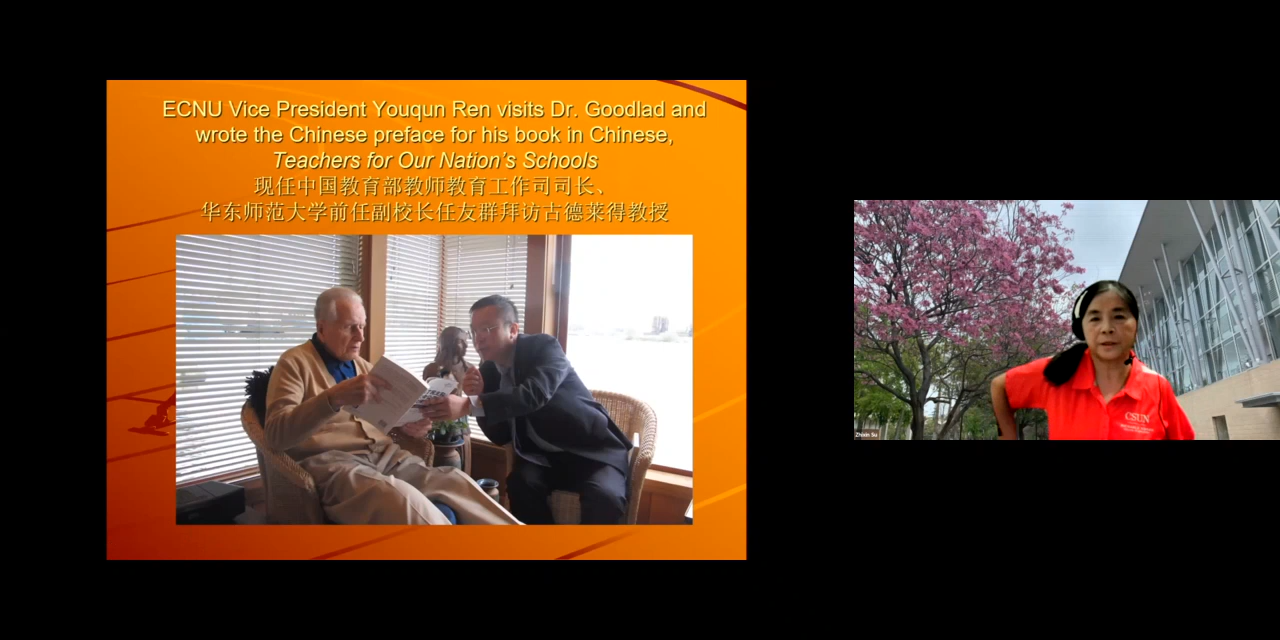 ECNU Vice President Youqun Ren visits Dr. Goodlad and
wrote the Chinese preface for his book in Chinese,
Teachers for Our Nation's Schools
现任中国教育部教师教育工作司司长、
华东师范大学前任副校长任友群拜访古德莱得教授
CSUN
Zhixin Su